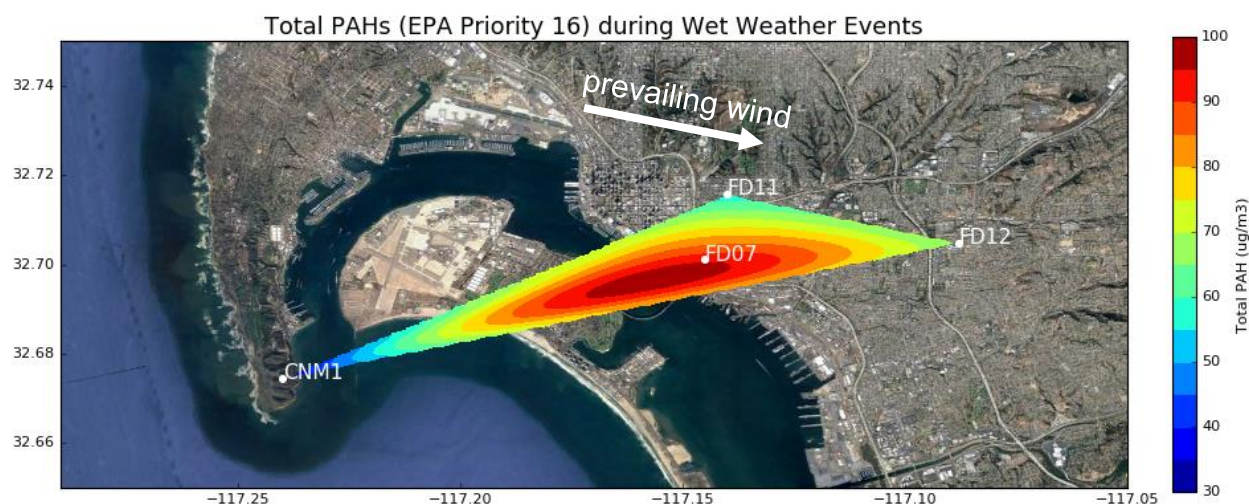 Total PAHs (EPA Priority 16) during Wet Weather Events
prevailing wind
32.74
32.72
32.70
32.68
32.66
FD11
FD12
FD07
CNM1
−117.25
−117.20
−117.15
−117.10
−117.05
100
90
80
70
60
50
40
30
Total PAH (ug/m3)